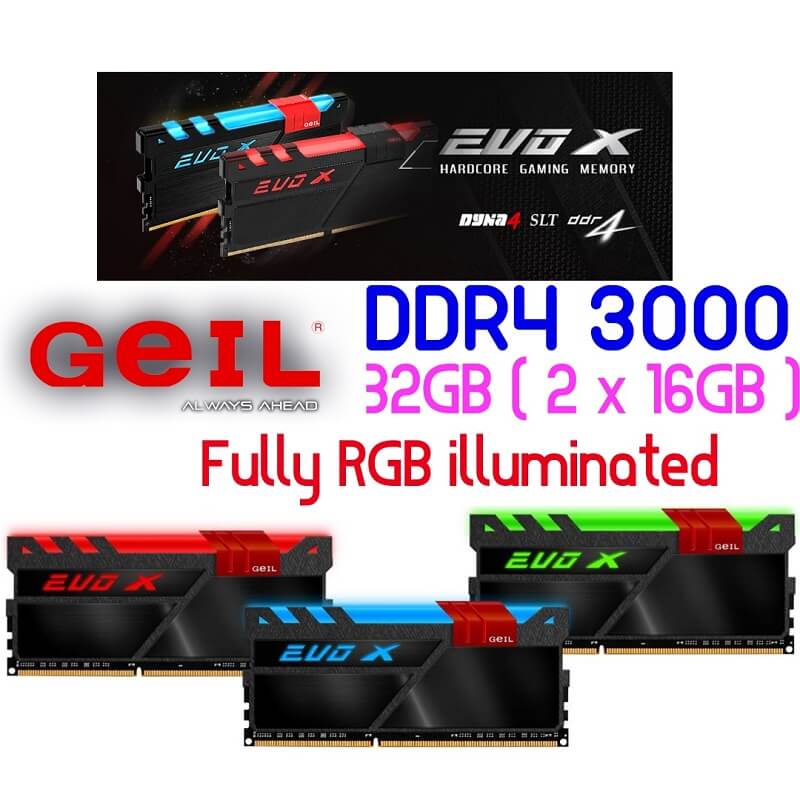 GeIL
EVO X
EVO X
EVO X
HARDCORE GAMING MEMORY
DYNA4 SLT DDR4
GeIL®
ALWAYS AHEAD
DDR4 3000
32GB ( 2 x 16GB )
Fully RGB illuminated
EVO X
GeIL
EVO X
GeIL
EVO X
GeIL